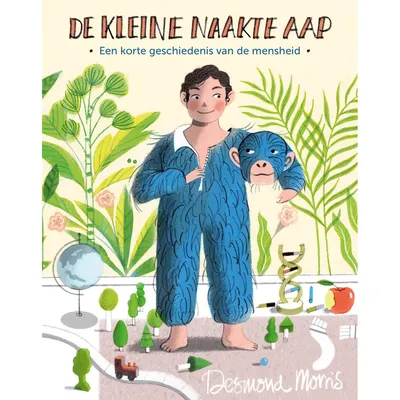 DE KLEINE NAAKTE AAP
• Een korte geschiedenis van de mensheid •
Desmond Morris